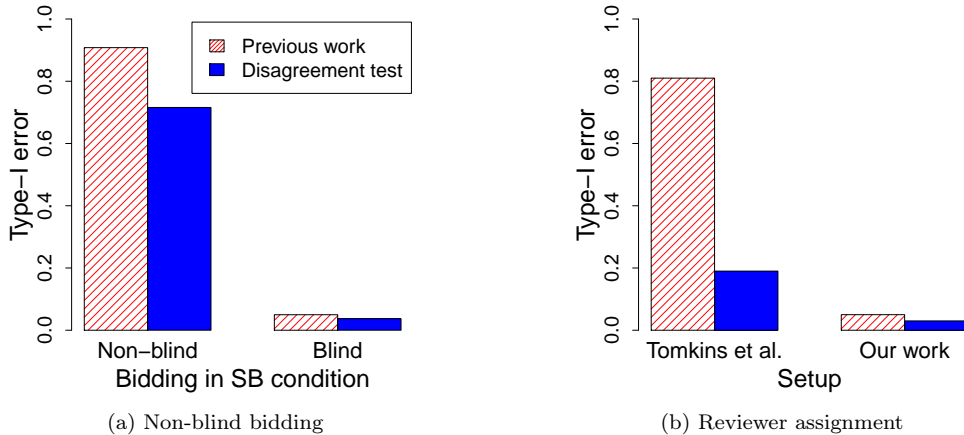 Type−I error
0.0 0.2 0.4 0.6 0.8 1.0
Previous work
Disagreement test
Non−blind Blind
Bidding in SB condition
(a) Non-blind bidding
Type−I error
0.0 0.2 0.4 0.6 0.8 1.0
Tomkins et al. Our work
Setup
(b) Reviewer assignment